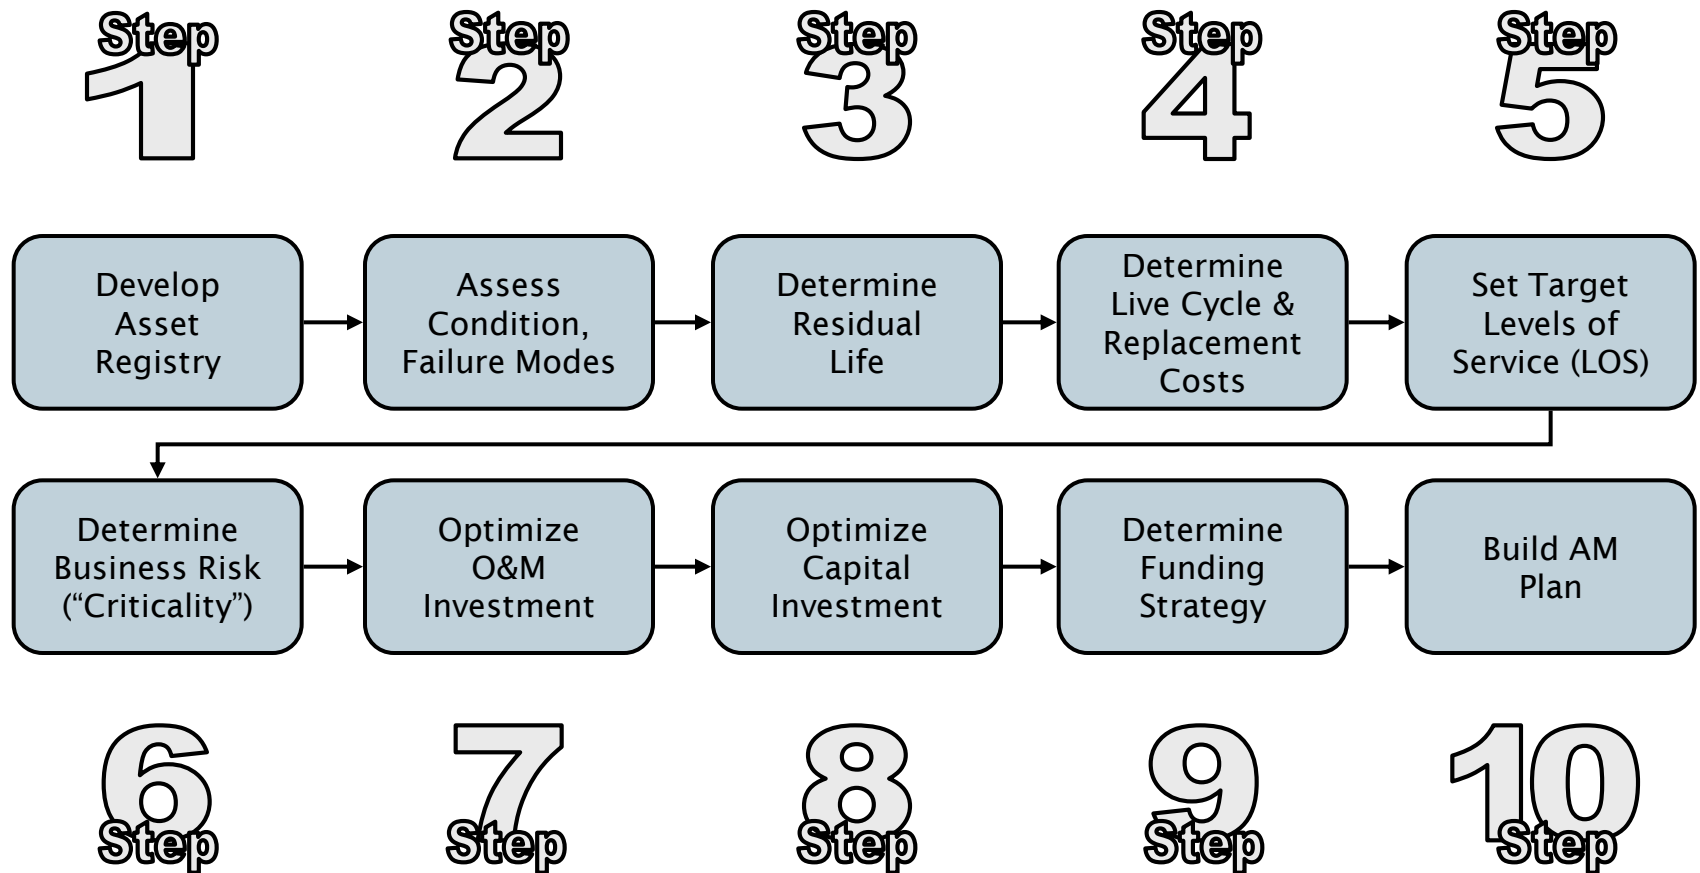 Step
1
Step
2
Step
3
Step
4
Step
5
Develop
Asset
Registry
Assess
Condition,
Failure Modes
Determine
Residual
Life
Determine
Live Cycle &
Replacement
Costs
Set Target
Levels of
Service (LOS)
Determine
Business Risk
(“Criticality”)
Optimize
O&M
Investment
Optimize
Capital
Investment
Determine
Funding
Strategy
Build AM
Plan
6
Step
7
Step
8
Step
9
Step
10
Step